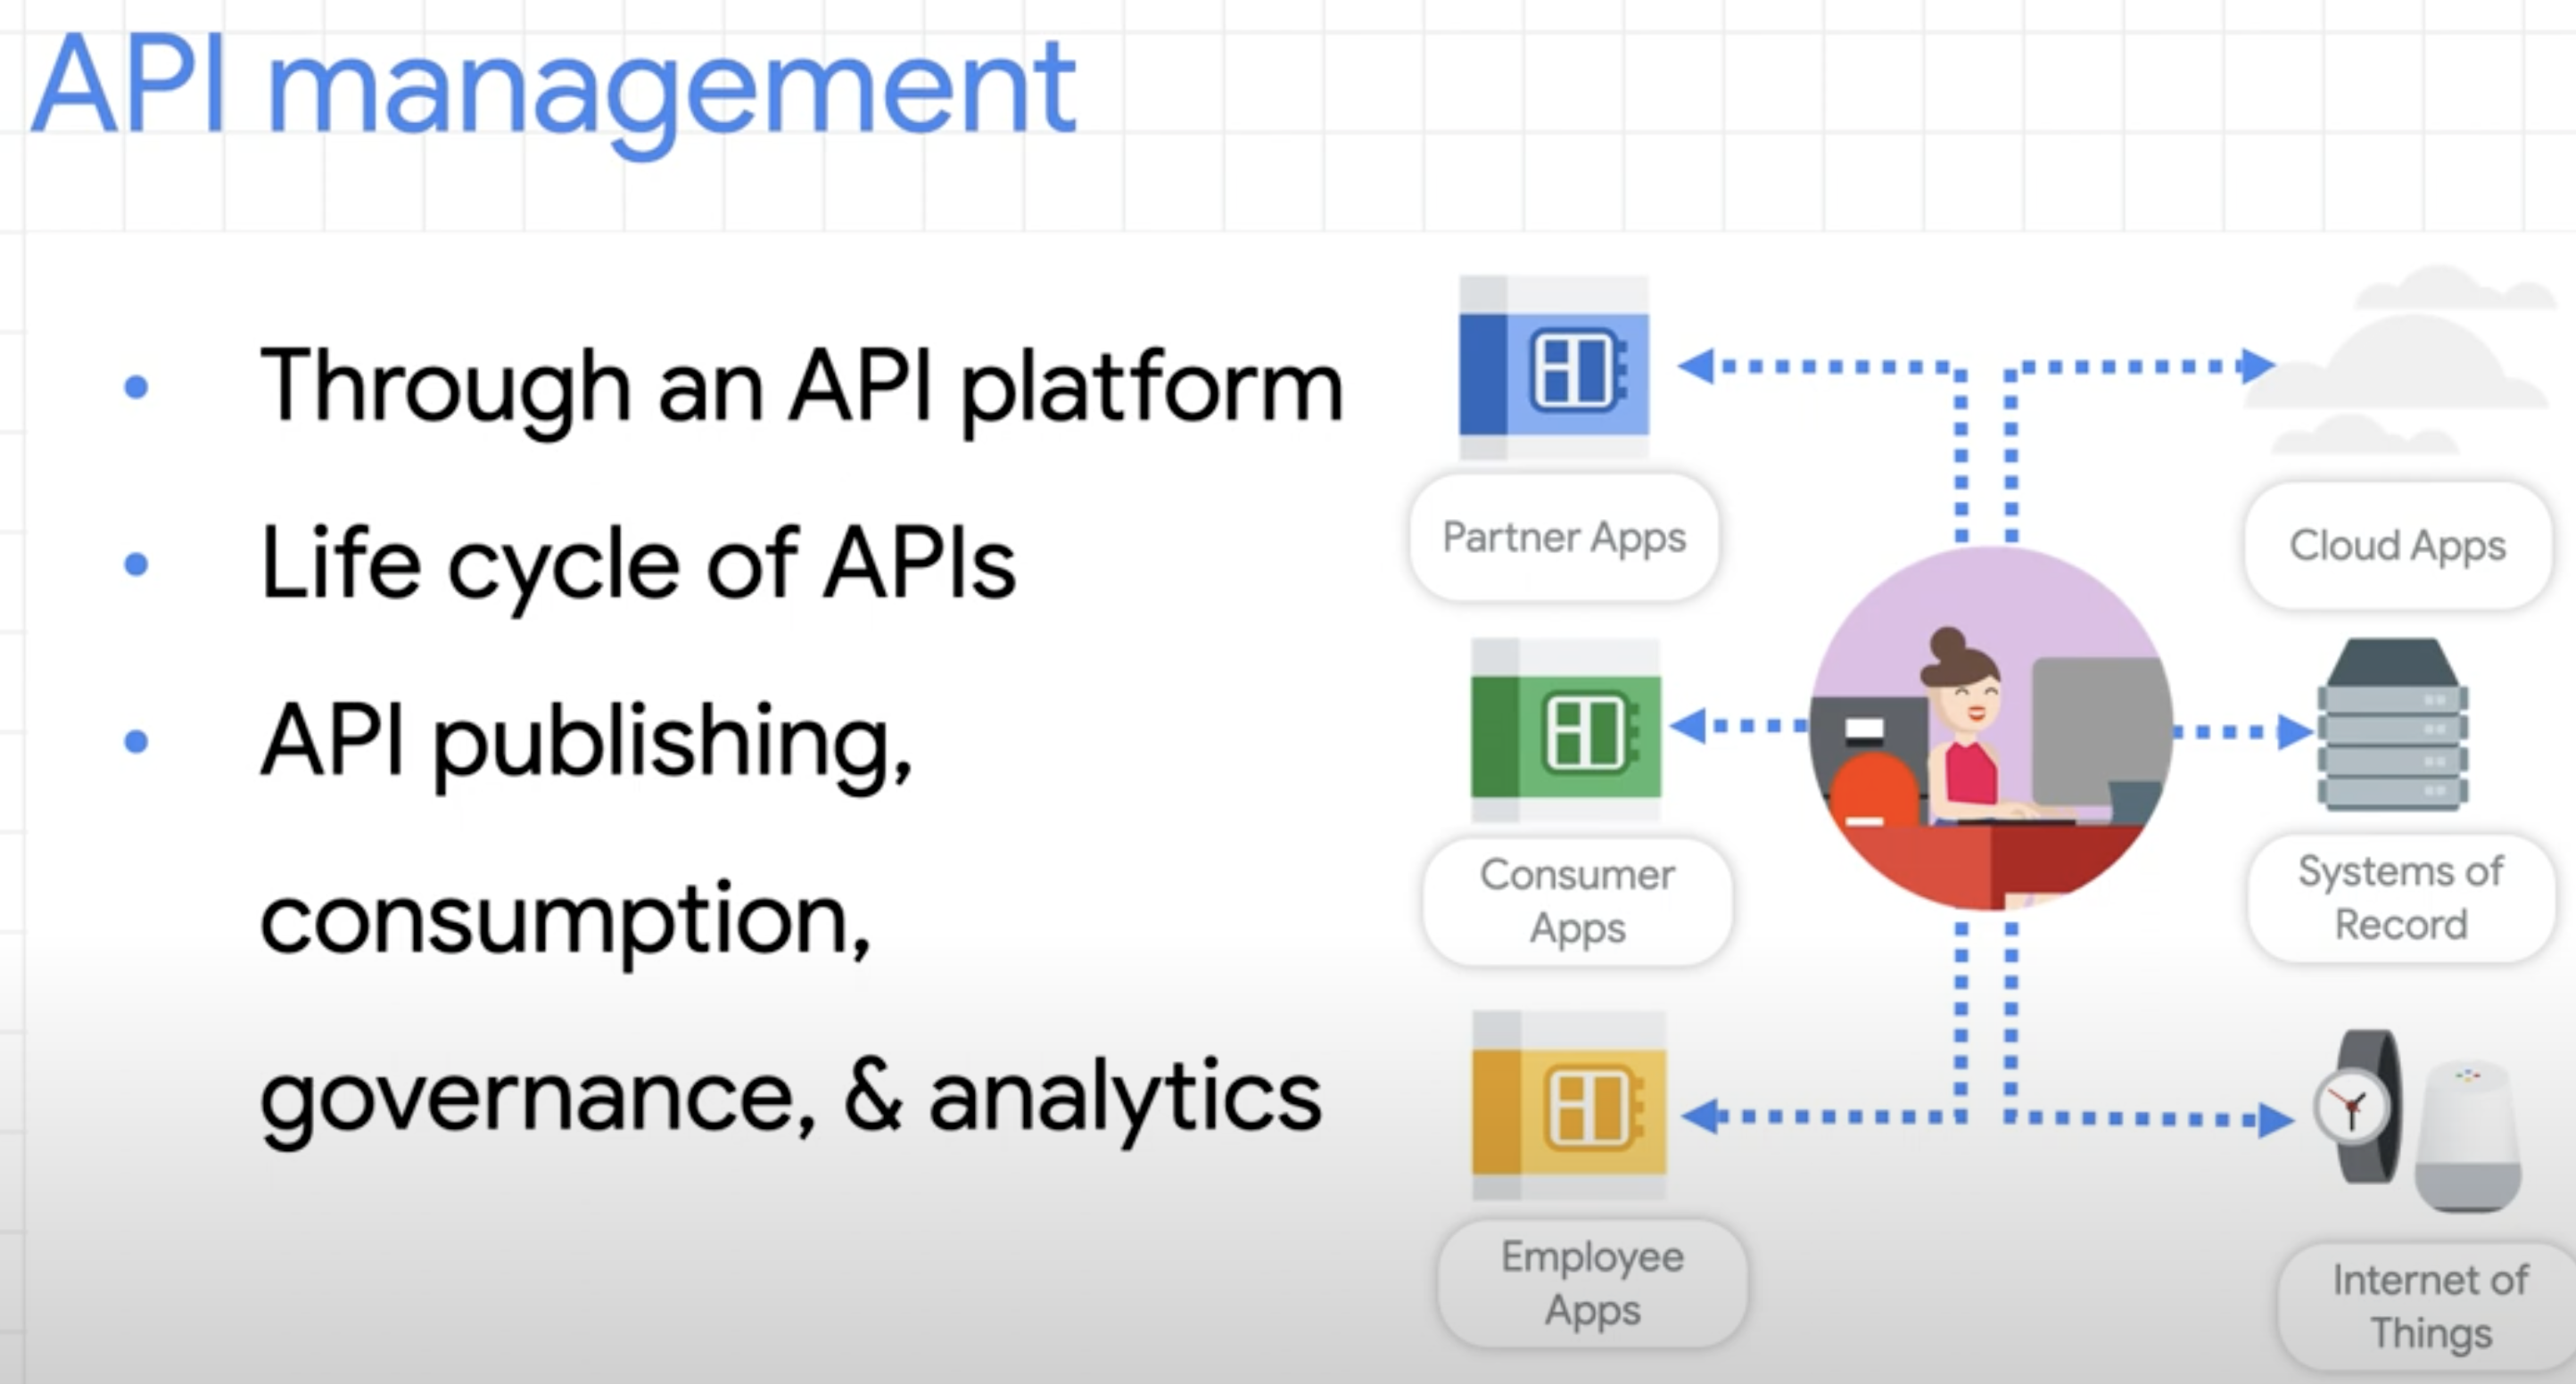 API management
• Through an API platform
• Life cycle of APIs
• API publishing,
consumption,
governance, & analytics
Partner Apps
Consumer
Apps
Employee
Apps
Cloud Apps
Systems of
Record
Internet of
Things